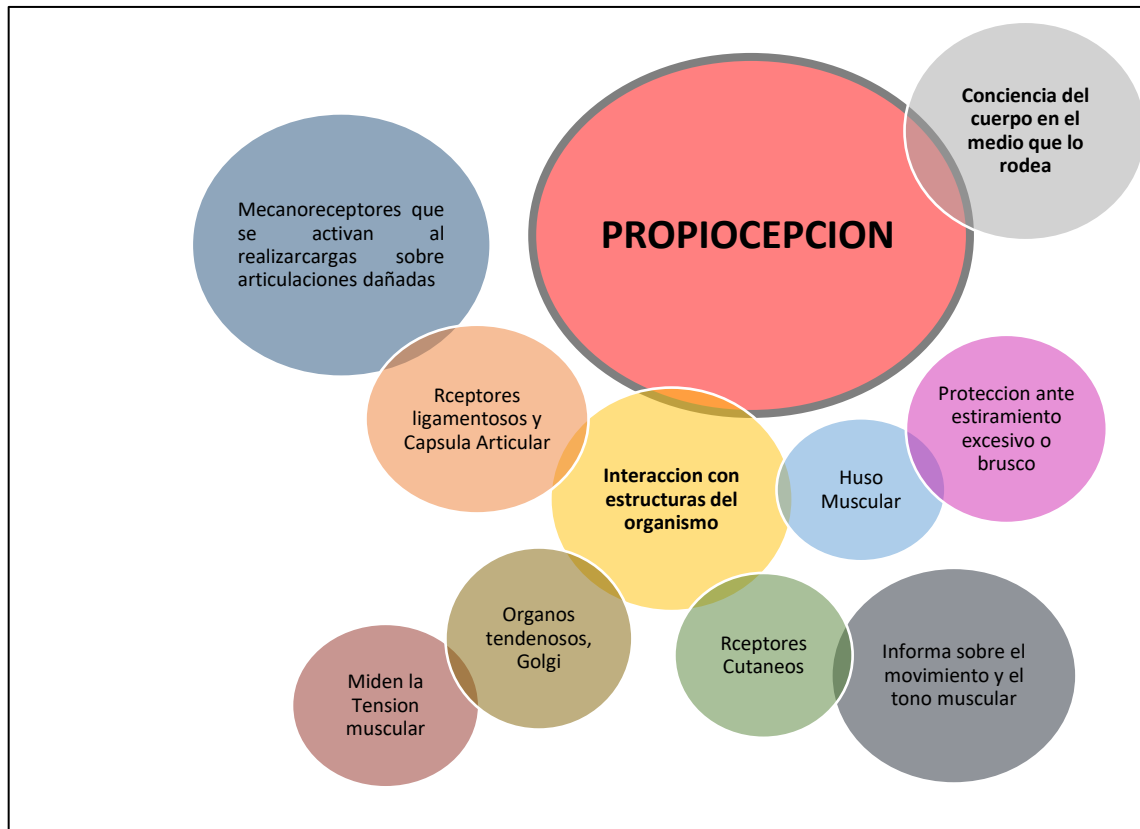 Conciencia del
cuerpo en el
medio que lo
rodea
PROPIOCEPCION
Mecanoreceptores que
se activan al
realizarcargas sobre
articulaciones dañadas
Rceptores
ligamentosos y
Capsula Articular
Interaccion con
estructuras del
organismo
Huso
Muscular
Proteccion ante
estiramiento
excesivo o
brusco
Organos
tendenosos,
Golgi
Miden la
Tension
muscular
Rceptores
Cutaneos
Informa sobre el
movimiento y el
tono muscular